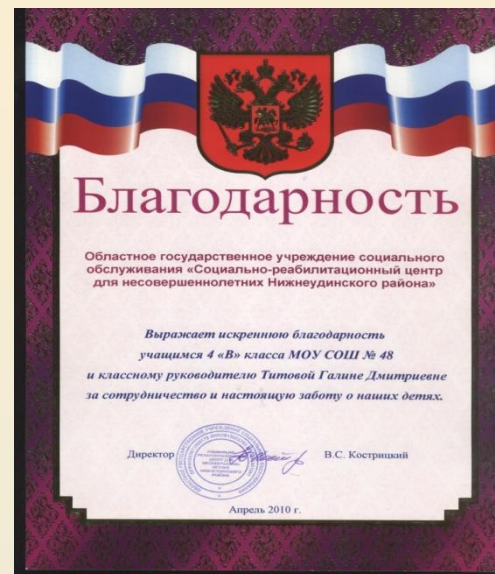 Благодарность
Областное государственное учреждение социального
обслуживания «Социально-реабилитационный центр
для несовершеннолетних Нижнеудинского района»
Выражает искреннюю благодарность
учащимся 4 «В» класса МОУ СОШ № 48
и классному руководителю Титовой Галине Дмитриевне
за сотрудничество и настоящую заботу о наших детях.
Директор В.С. Кострицкий
Апрель 2010 г.